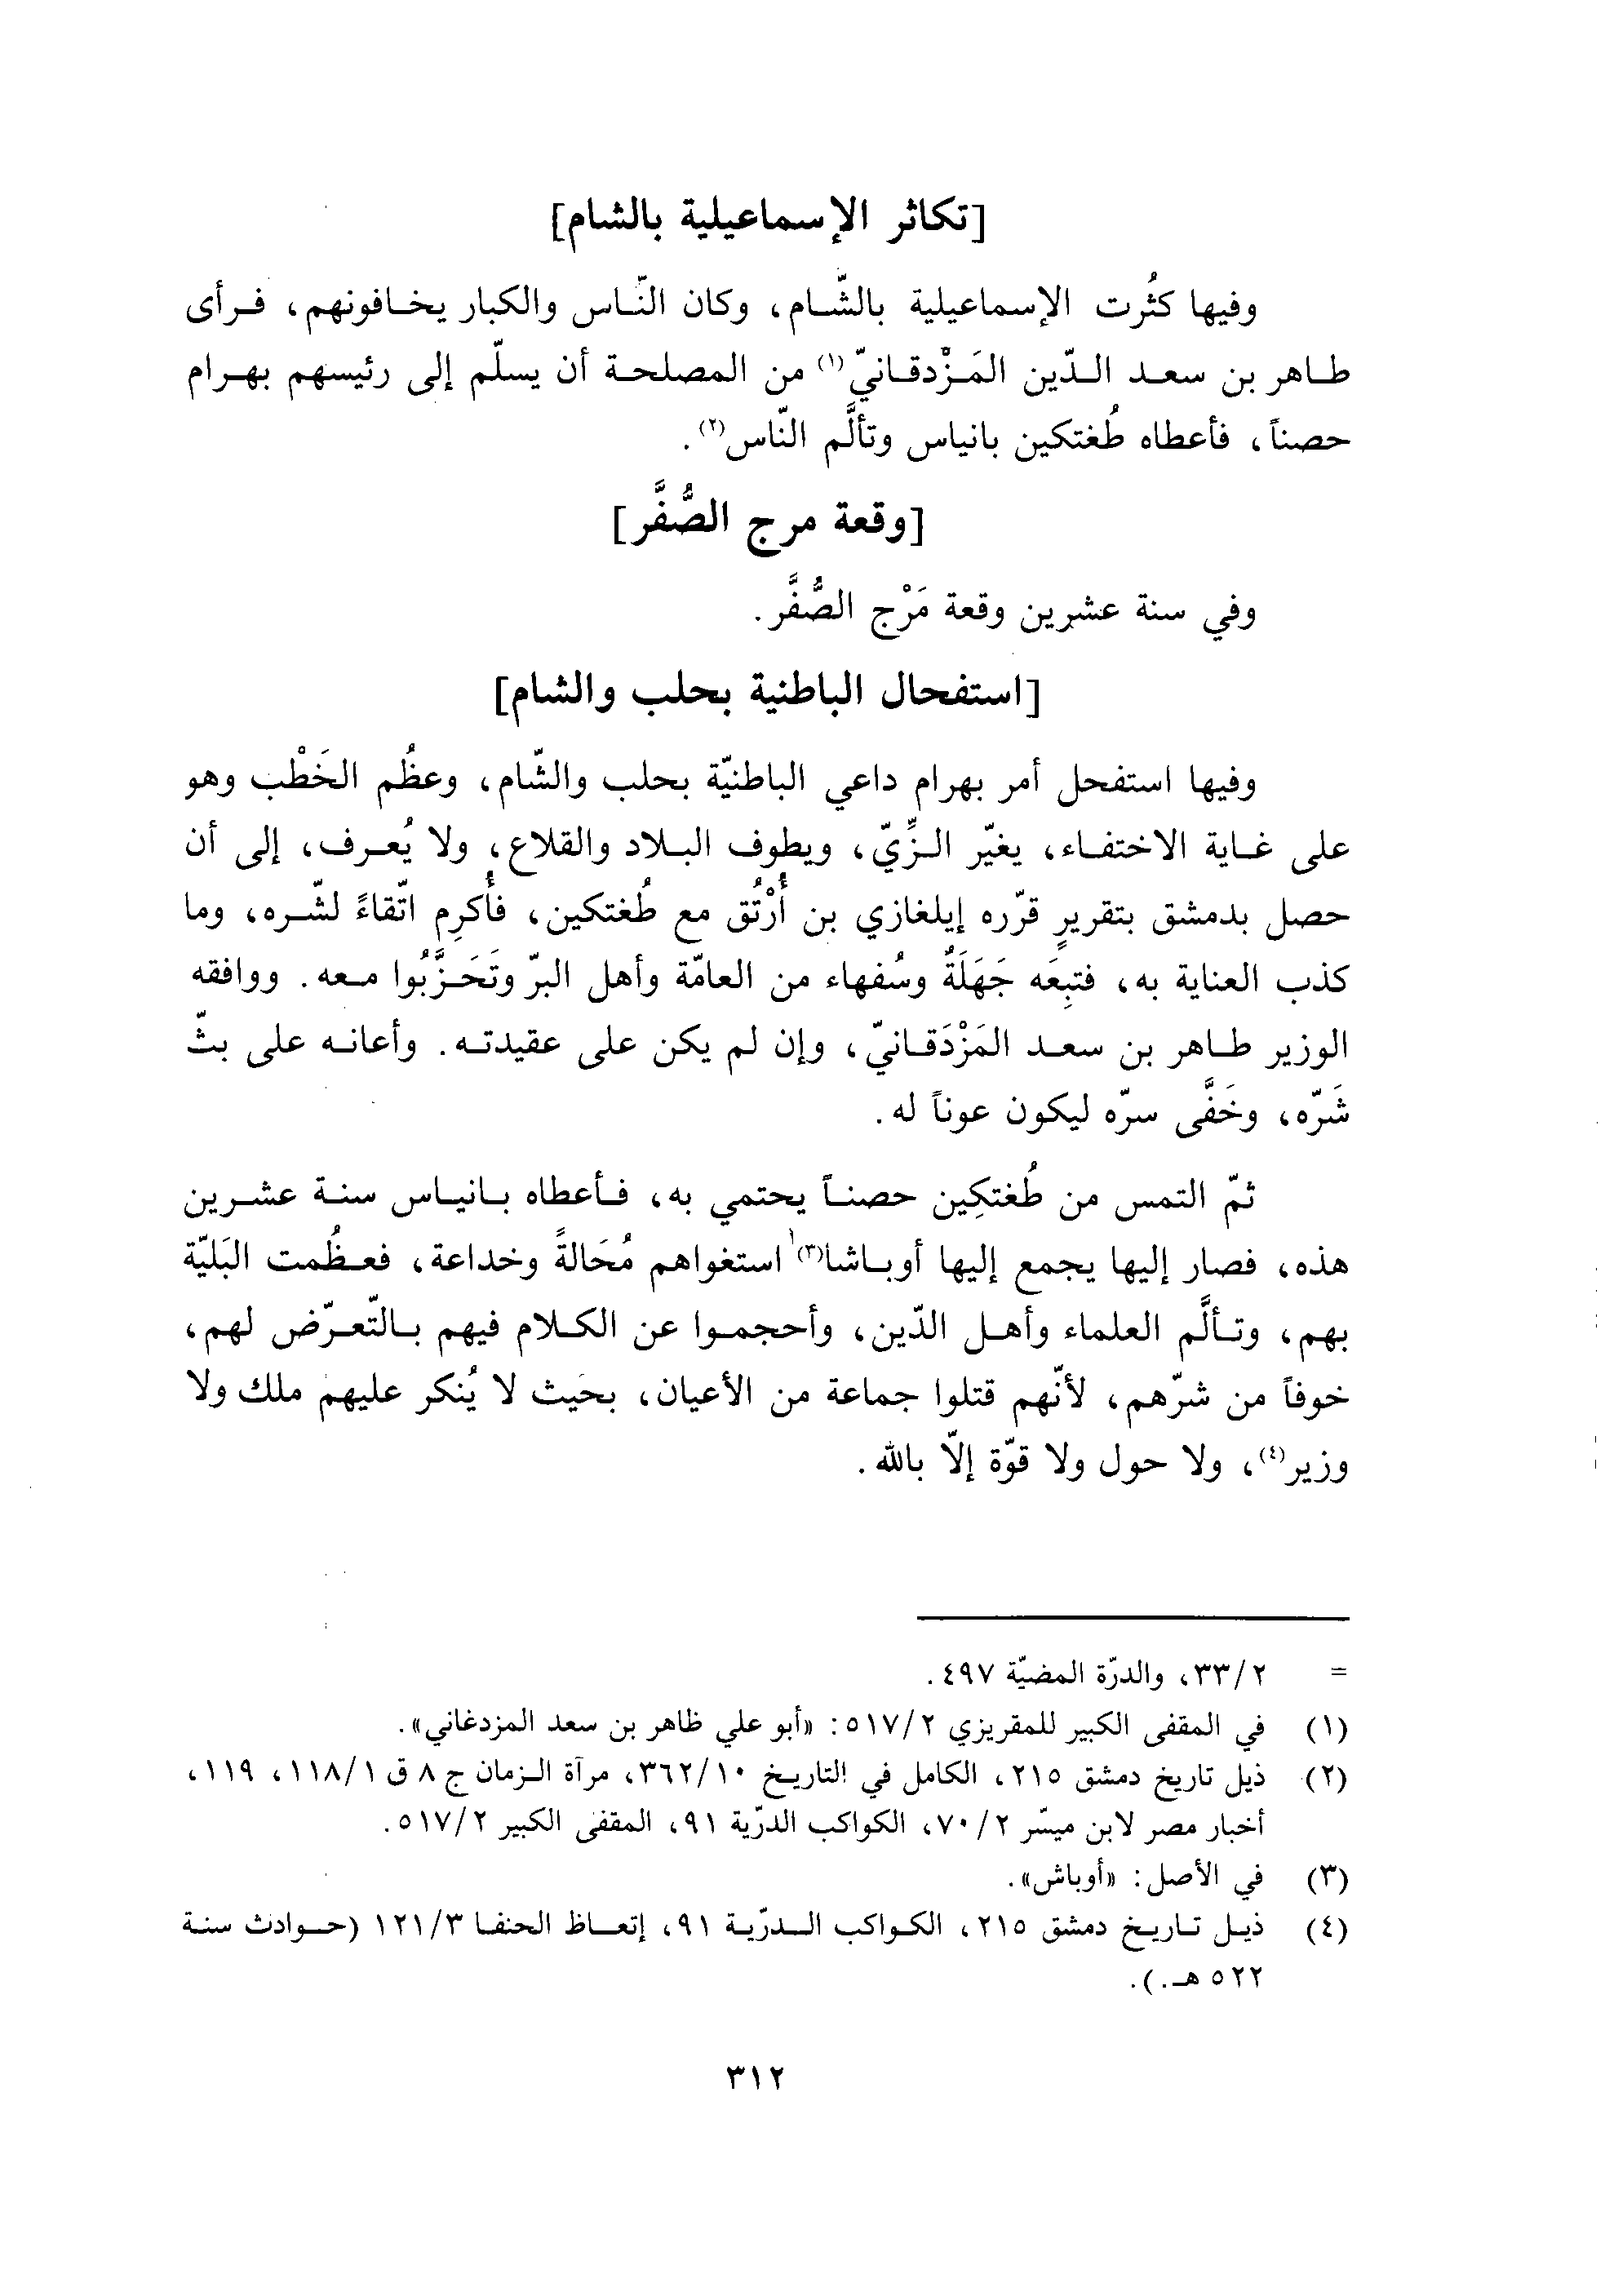 [تكاثر الإسماعيلية بالشام]
وفيها كثُرت الإسماعيلية بالشّام، وكان النّاس والكبار يخافونهم، فرأى
طاهر بن سعد الدّين المَزْدقانيّ(١) من المصلحة أن يسلّم إلى رئيسهم بهرام
حصناً، فأعطاه طُغتكين بانياس وتألَّم النّاس(٢).
[وقعة مرج الصُّفَّر]
وفي سنة عشرين وقعة مَرْج الصُّفَّر.
[استفحال الباطنية بحلب والشام]
وفيها استفحل أمر بهرام داعي الباطنيّة بحلب والشّام، وعظُم الخَطْب وهو
على غاية الاختفاء، يغيّر الزِّيّ، ويطوف البلاد والقلاع، ولا يُعرف، إلى أن
حصل بدمشق بتقريرٍ قرّره إيلغازي بن أُرْتُق مع طُغتكين، فأُكرِم اتّقاءً لشّره، وما
كذب العناية به، فتبِعَه جَهَلَةٌ وسُفهاء من العامّة وأهل البرّ وتَحَزَّبُوا معه. ووافقه
الوزير طاهر بن سعد المَزْدَقانيّ، وإن لم يكن على عقيدته. وأعانه على بثّ
شَرّه، وخَفَّى سرّه ليكون عوناً له.
ثمّ التمس من طُغتكِين حصناً يحتمي به، فأعطاه بانياس سنة عشرين
هذه، فصار إليها يجمع إليها أوباشا(٣) استغواهم مُحَالةً وخداعة، فعظُمت البَليّة
بهم، وتألَّم العلماء وأهل الدّين، وأحجموا عن الكلام فيهم بالتّعرّض لهم،
خوفاً من شرّهم، لأنّهم قتلوا جماعة من الأعيان، بحيث لا يُنكر عليهم ملك ولا
وزير(٤)، ولا حول ولا قوّة إلّا بالله.
= ٣٣/٢، والدرّة المضيّة ٤٩٧.
(١) في المقفى الكبير للمقريزي ٥١٧/٢: «أبو علي ظاهر بن سعد المزدغاني».
(٢) ذيل تاريخ دمشق ٢١٥، الكامل في التاريخ ٣٦٢/١٠، مرآة الزمان ج ٨ ق ١١٨/١، ١١٩،
أخبار مصر لابن ميسّر ٧٠/٢، الكواكب الدرّية ٩١، المقفى الكبير ٥١٧/٢.
(٣) في الأصل: «أوباش».
(٤) ذيل تاريخ دمشق ٢١٥، الكواكب الدرّية ٩١، إتعاظ الحنفا ١٢١/٣ (حوادث سنة
٥٢٢ هـ.).
٣١٢